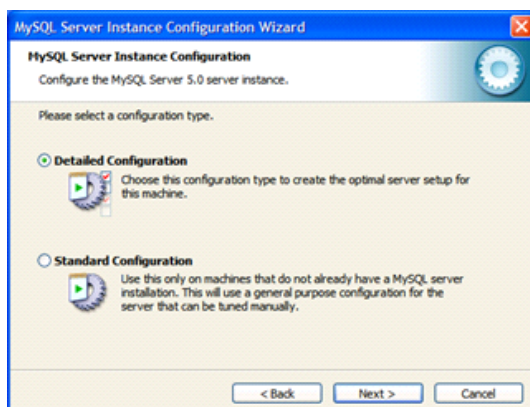 MySQL Server Instance Configuration Wizard
MySQL Server Instance Configuration
Configure the MySQL Server 5.0 server instance.
Please select a configuration type.
Detailed Configuration
Choose this configuration type to create the optimal server setup for
this machine.
Standard Configuration
Use this only on machines that do not already have a MySQL server
installation. This will use a general purpose configuration for the
server that can be tuned manually.
< Back
Next >
Cancel